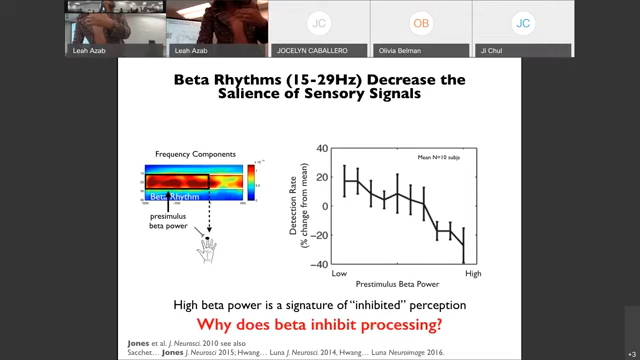 JC
OB
JC
Leah Azab
Leah Azab
JOCELYN CABALLERO
Olivia Belman
Ji Chul
Beta Rhythms (15-29Hz) Decrease the
Salience of Sensory Signals
Frequency Components
Beta Rhythm
presimulus
beta power
Mean N=10 subjs
Detection Rate
(% change from mean)
40
20
0
−20
−40
Low
High
Prestimulus Beta Power
High beta power is a signature of “inhibited” perception
Why does beta inhibit processing?
Jones et al. J Neurosci. 2010 see also
Sacchet… Jones J Neurosci 2015; Hwang… Luna J Neurosci. 2014, Hwang… Luna Neuroimage 2016.
+3